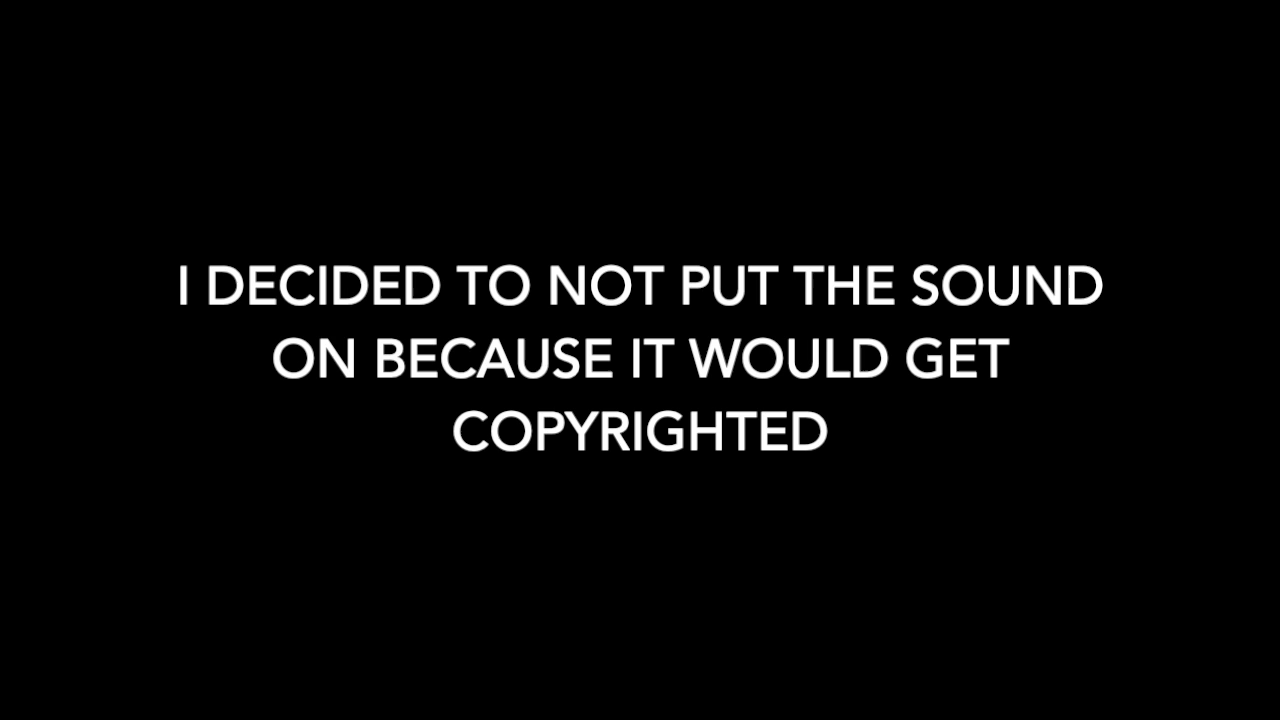 I DECIDED TO NOT PUT THE SOUND
ON BECAUSE IT WOULD GET
COPYRIGHTED